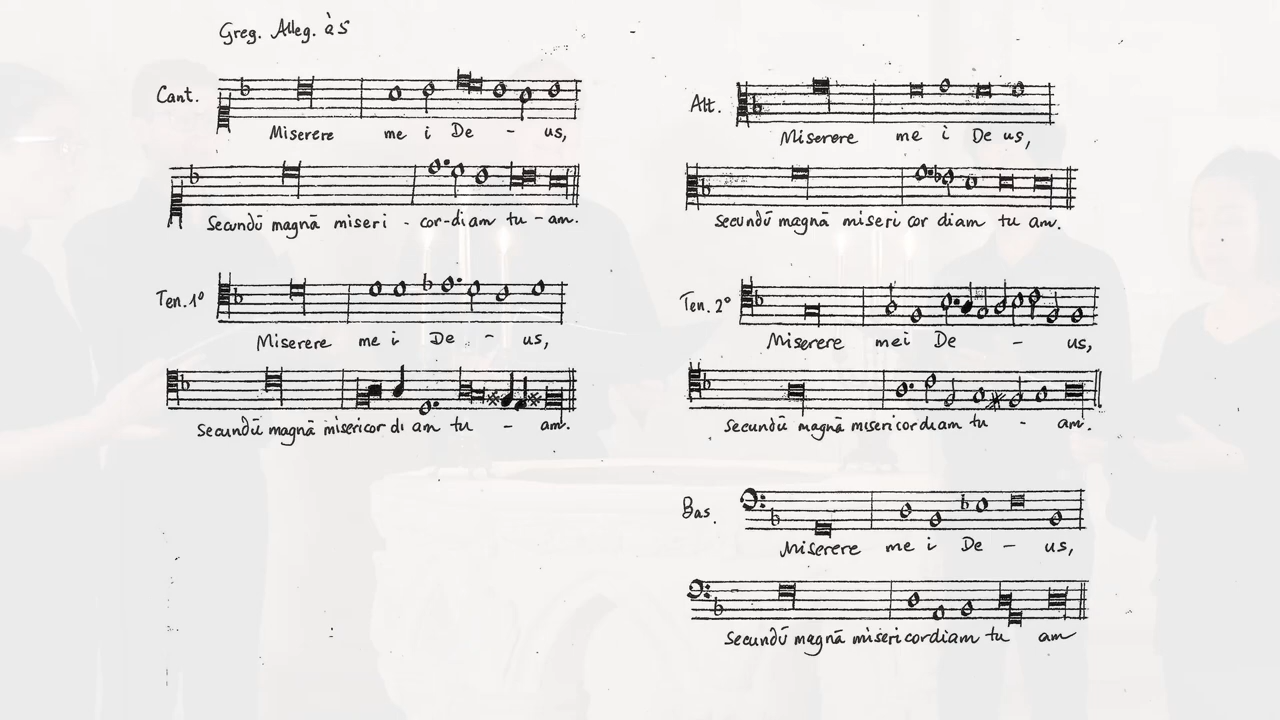 Greg. Alleg. à 5
Cant.
Miserere me i De - us,
Secundū magnā miseri - cor-diam tu - am.
Alt.
Miserere me i De us,
secundū magnā miseri cor diam tu am.
Ten. 1º
Miserere me i De - us,
secundū magnā misericor di am tu - am.
Ten. 2º
Miserere mei De - us,
secundū magnā misericordiam tu - am.
Bas.
Miserere me i De - us,
secundū magnā misericordiam tu am